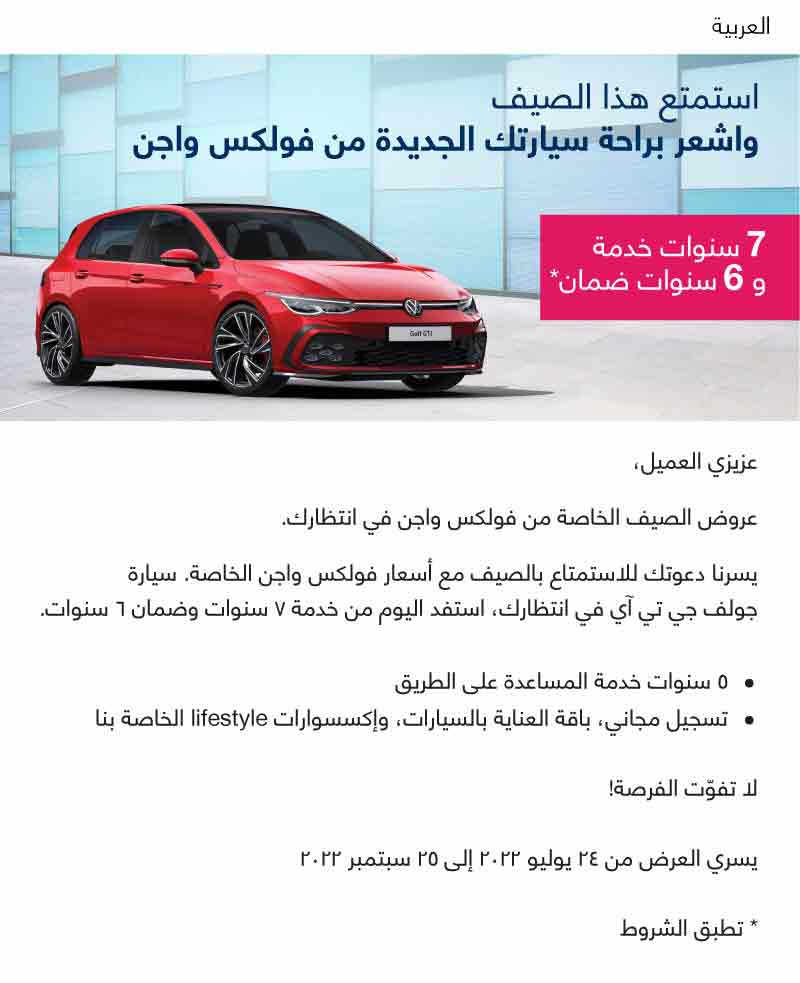 العربية
استمتع هذا الصيف
واشعر براحة سيارتك الجديدة من فولكس واجن
7 سنوات خدمة
و 6 سنوات ضمان*
Golf GTI
عزيزي العميل،
عروض الصيف الخاصة من فولكس واجن في انتظارك.
يسرنا دعوتك للاستمتاع بالصيف مع أسعار فولكس واجن الخاصة. سيارة
جولف جي تي آي في انتظارك، استفد اليوم من خدمة ٧ سنوات وضمان ٦ سنوات.
• ٥ سنوات خدمة المساعدة على الطريق
• تسجيل مجاني، باقة العناية بالسيارات، وإكسسوارات lifestyle الخاصة بنا
لا تفوّت الفرصة!
يسري العرض من ٢٤ يوليو ٢٠٢٢ إلى ٢٥ سبتمبر ٢٠٢٢
* تطبق الشروط